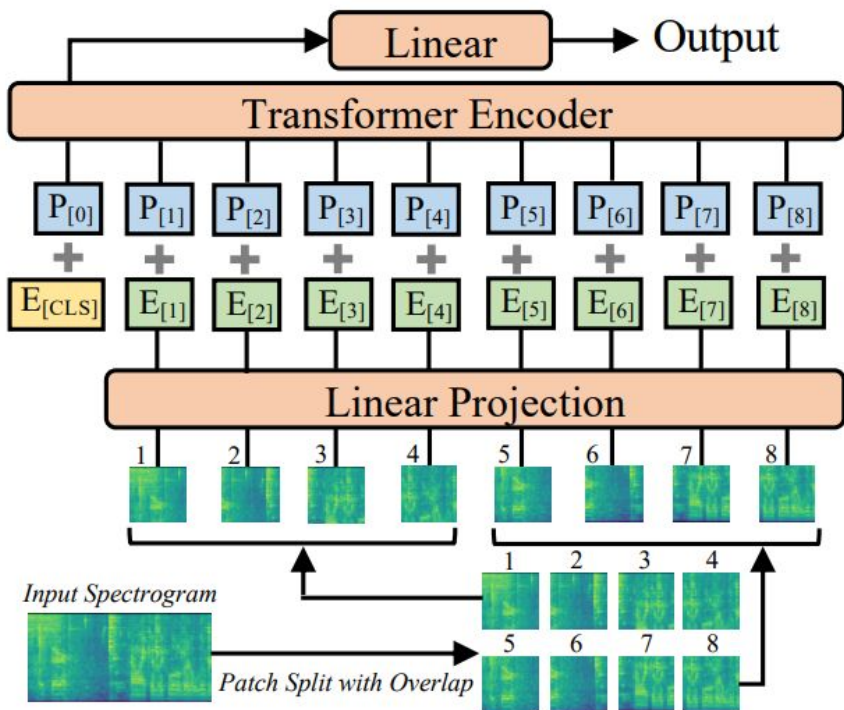 Linear
Output
Transformer Encoder
P[0] P[1] P[2] P[3] P[4] P[5] P[6] P[7] P[8]
+ + + + + + + + +
E[CLS] E[1] E[2] E[3] E[4] E[5] E[6] E[7] E[8]
Linear Projection
1 2 3 4 5 6 7 8
Input Spectrogram
1 2 3 4
5 6 7 8
Patch Split with Overlap